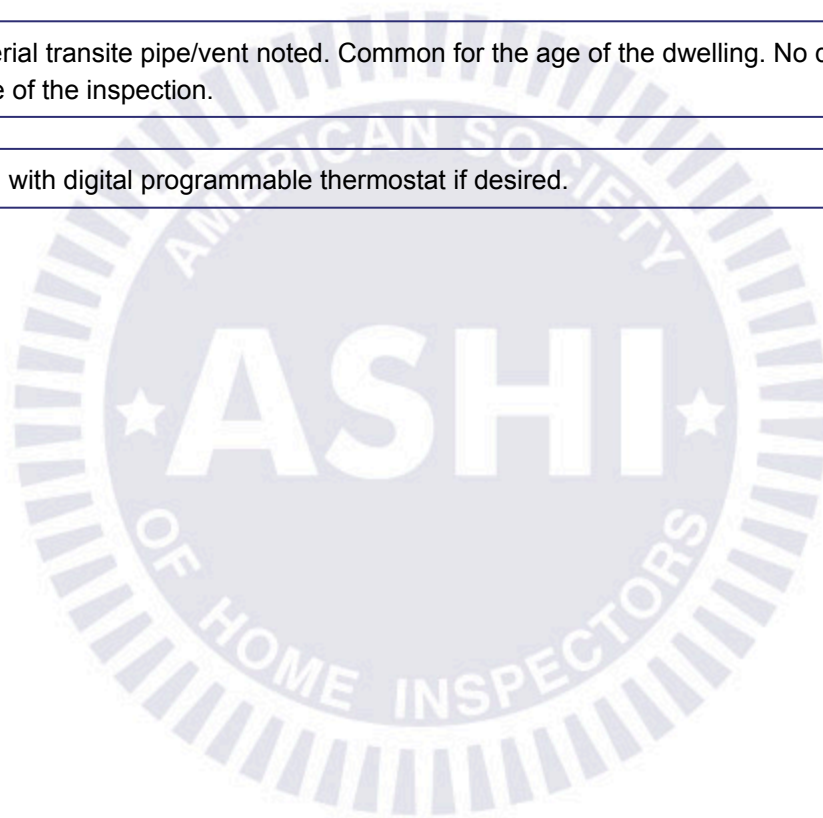 erial transite pipe/vent noted. Common for the age of the dwelling. No
e of the inspection.
with digital programmable thermostat if desired.
AMERICAN SOCIETY
ASHI
OF HOME INSPECTORS